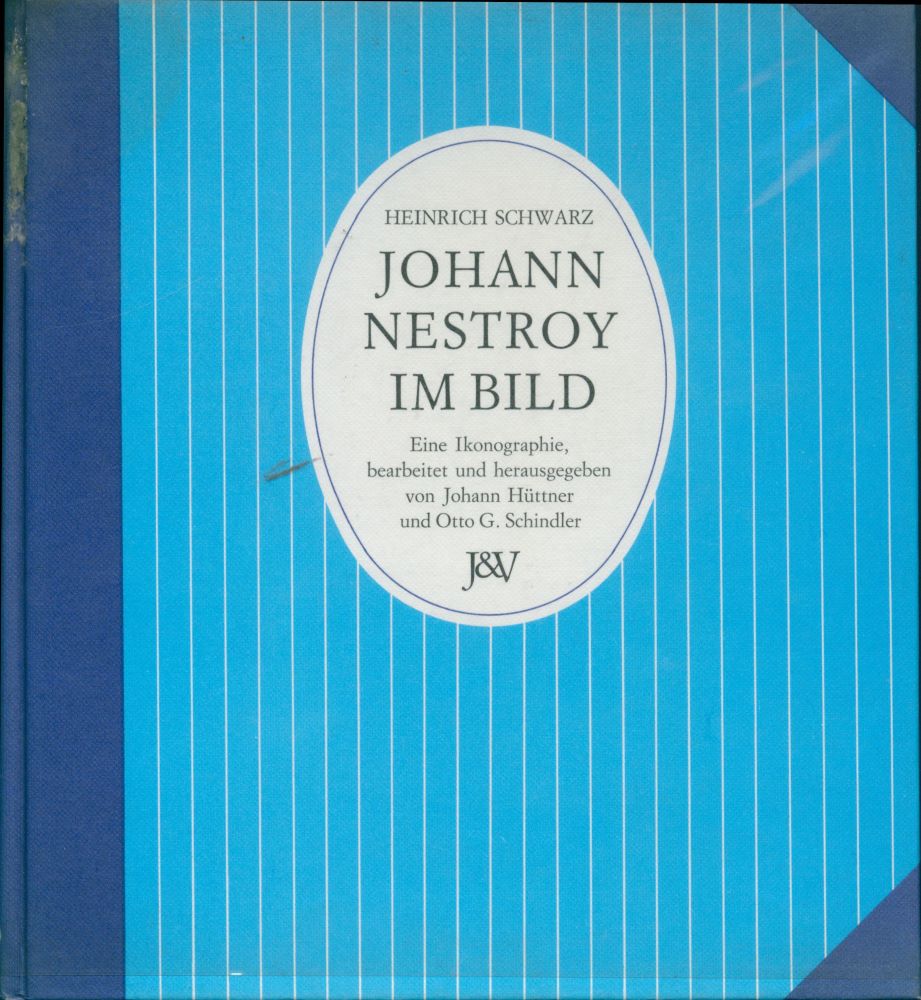 HEINRICH SCHWARZ
JOHANN
NESTROY
IM BILD
Eine Ikonographie,
bearbeitet und herausgegeben
von Johann Hüttner
und Otto G. Schindler
J&V